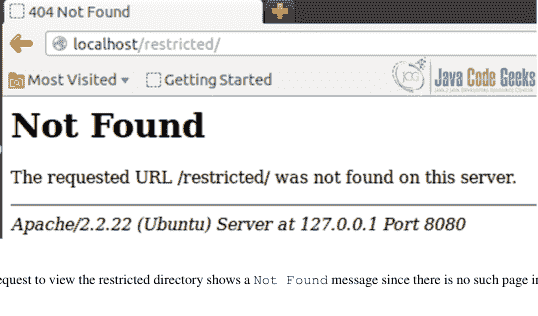 404 Not Found
localhost/restricted/
Most Visited Getting Started
Java Code Geeks
Not Found
The requested URL /restricted/ was not found on this server.
Apache/2.2.22 (Ubuntu) Server at 127.0.0.1 Port 8080
equest to view the restricted directory shows a Not Found message since there is no such page i